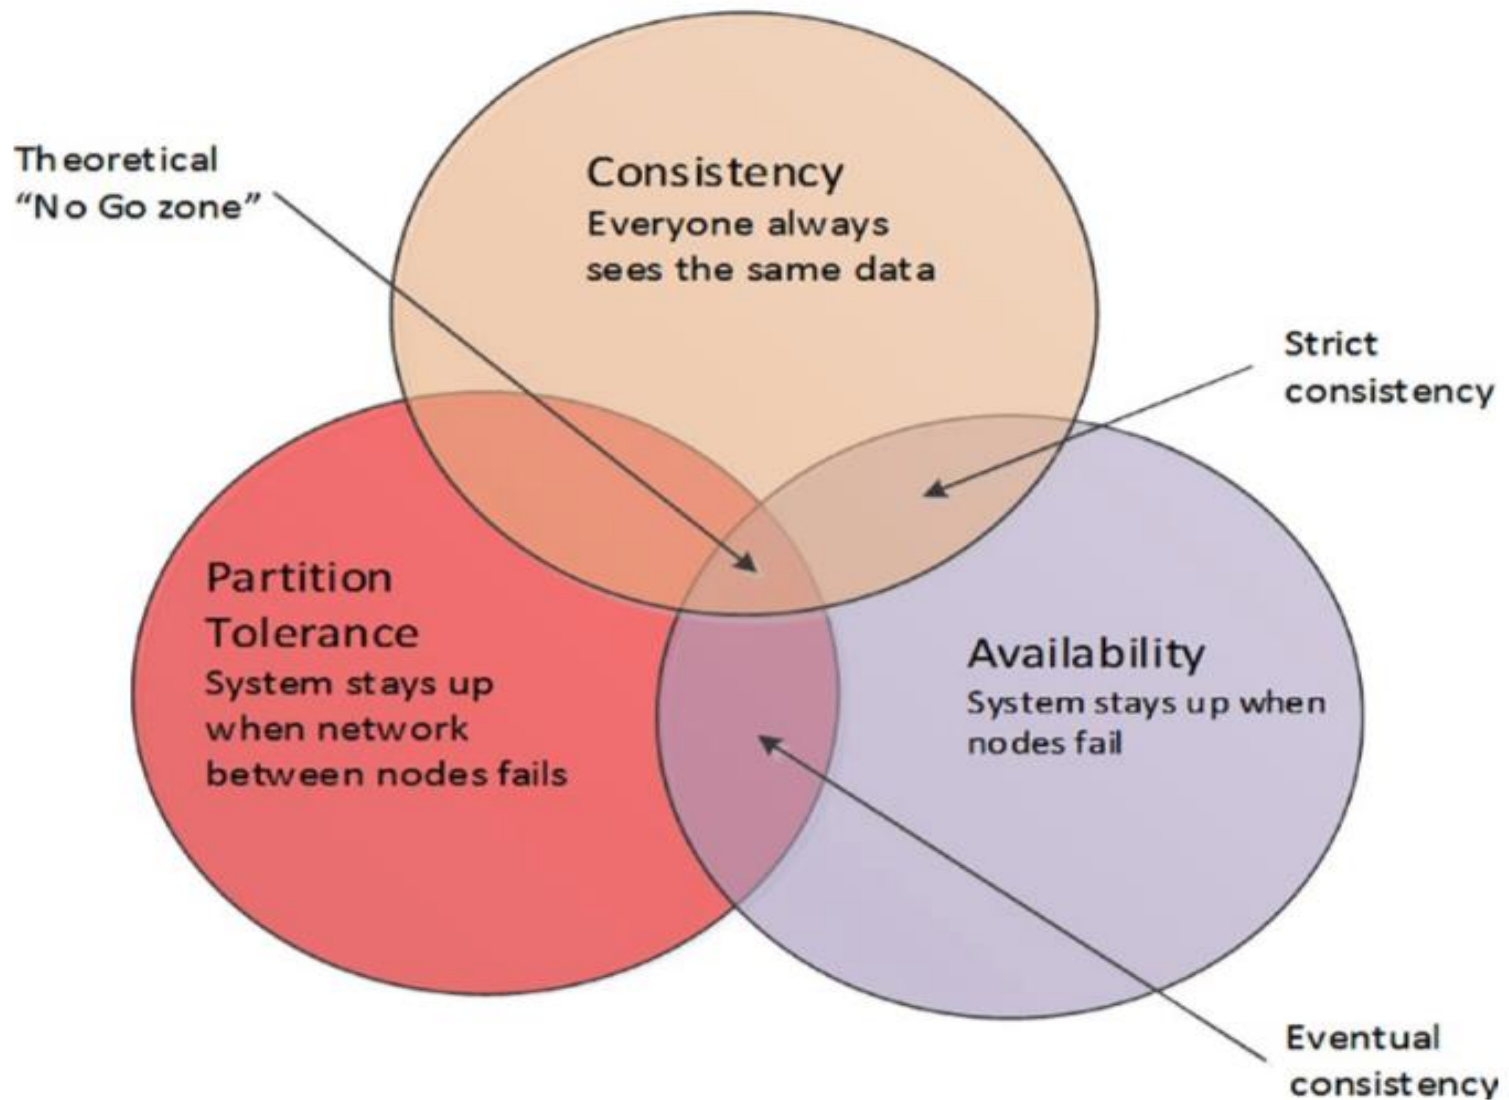 Theoretical
“No Go zone”
Consistency
Everyone always
sees the same data
Strict
consistency
Partition
Tolerance
System stays up
when network
between nodes fails
Availability
System stays up when
nodes fail
Eventual
consistency